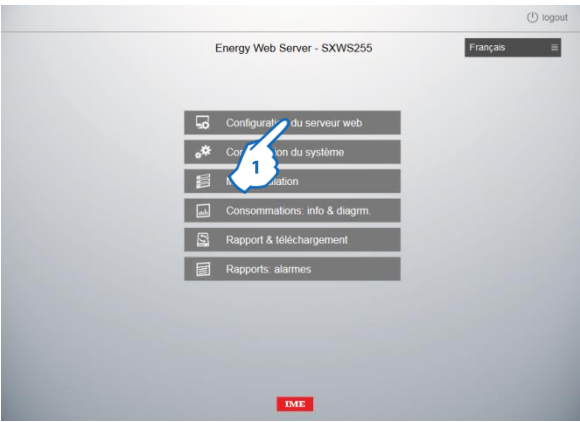 logout
Energy Web Server - SXWS255
Français
Configuration du serveur web
du système
1
Consommations: info & diagrm.
Rapport & téléchargement
Rapports: alarmes
IME